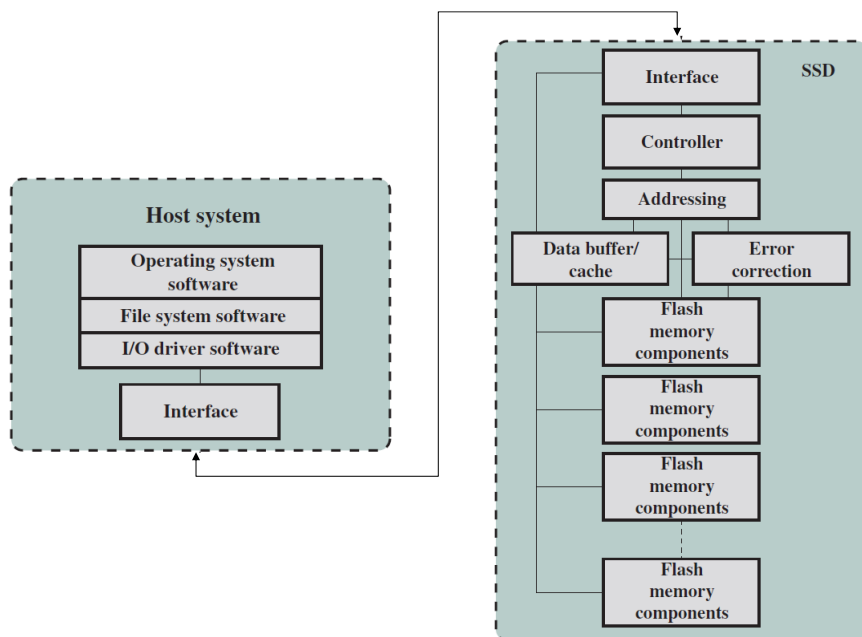 Host system
Operating system
software
File system software
I/O driver software
Interface
SSD
Interface
Controller
Addressing
Data buffer/
cache
Error
correction
Flash
memory
components
Flash
memory
components
Flash
memory
components
Flash
memory
components